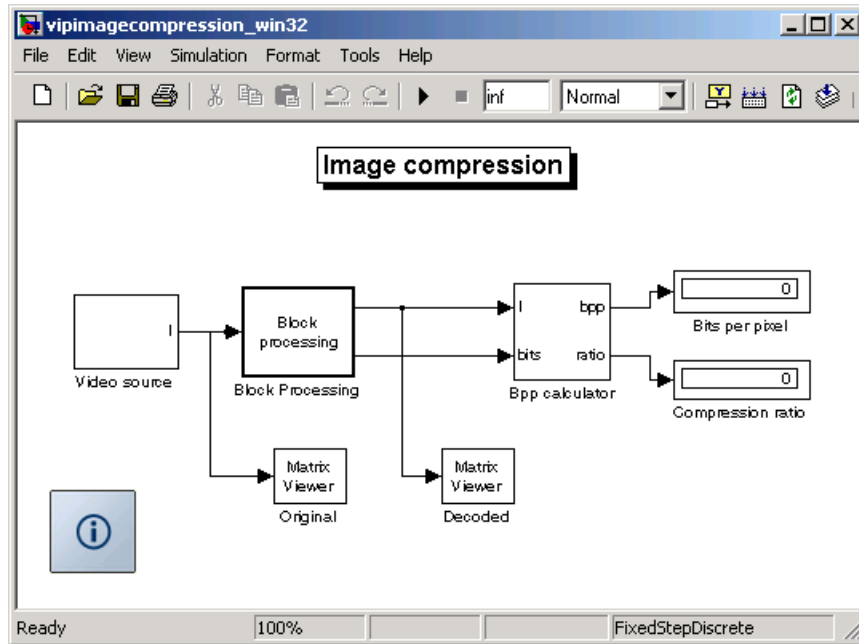 vipimagecompression_win32
File Edit View Simulation Format Tools Help
inf Normal
Image compression
I
Video source
Block
processing
Block Processing
I bpp
bits ratio
Bpp calculator
0
Bits per pixel
0
Compression ratio
Matrix
Viewer
Original
Matrix
Viewer
Decoded
Ready 100% FixedStepDiscrete